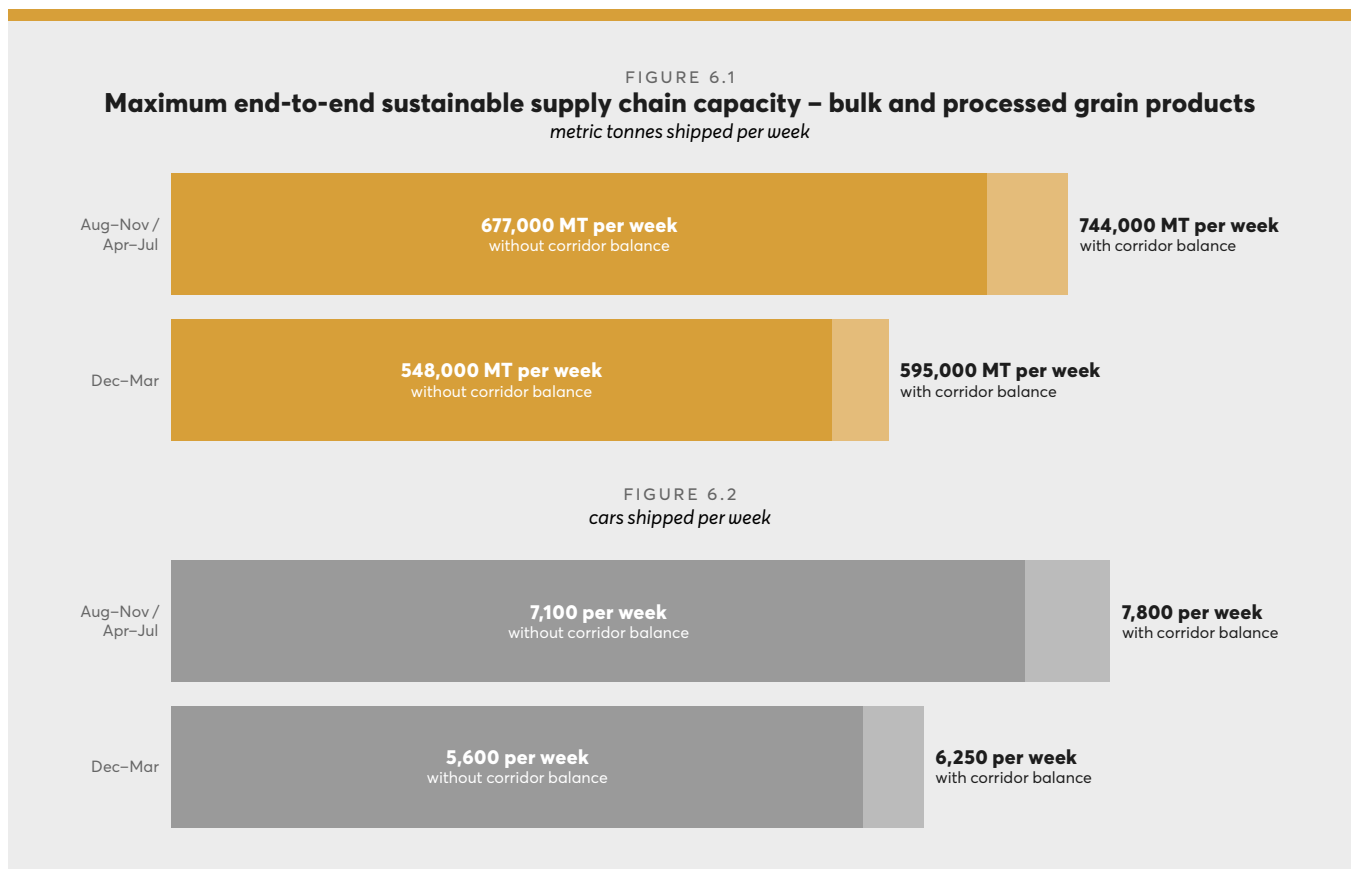 FIGURE 6.1
Maximum end-to-end sustainable supply chain capacity – bulk and processed grain products
metric tonnes shipped per week
Aug–Nov /
Apr–Jul
677,000 MT per week
without corridor balance
744,000 MT per week
with corridor balance
Dec–Mar
548,000 MT per week
without corridor balance
595,000 MT per week
with corridor balance
FIGURE 6.2
cars shipped per week
Aug–Nov /
Apr–Jul
7,100 per week
without corridor balance
7,800 per week
with corridor balance
Dec–Mar
5,600 per week
without corridor balance
6,250 per week
with corridor balance